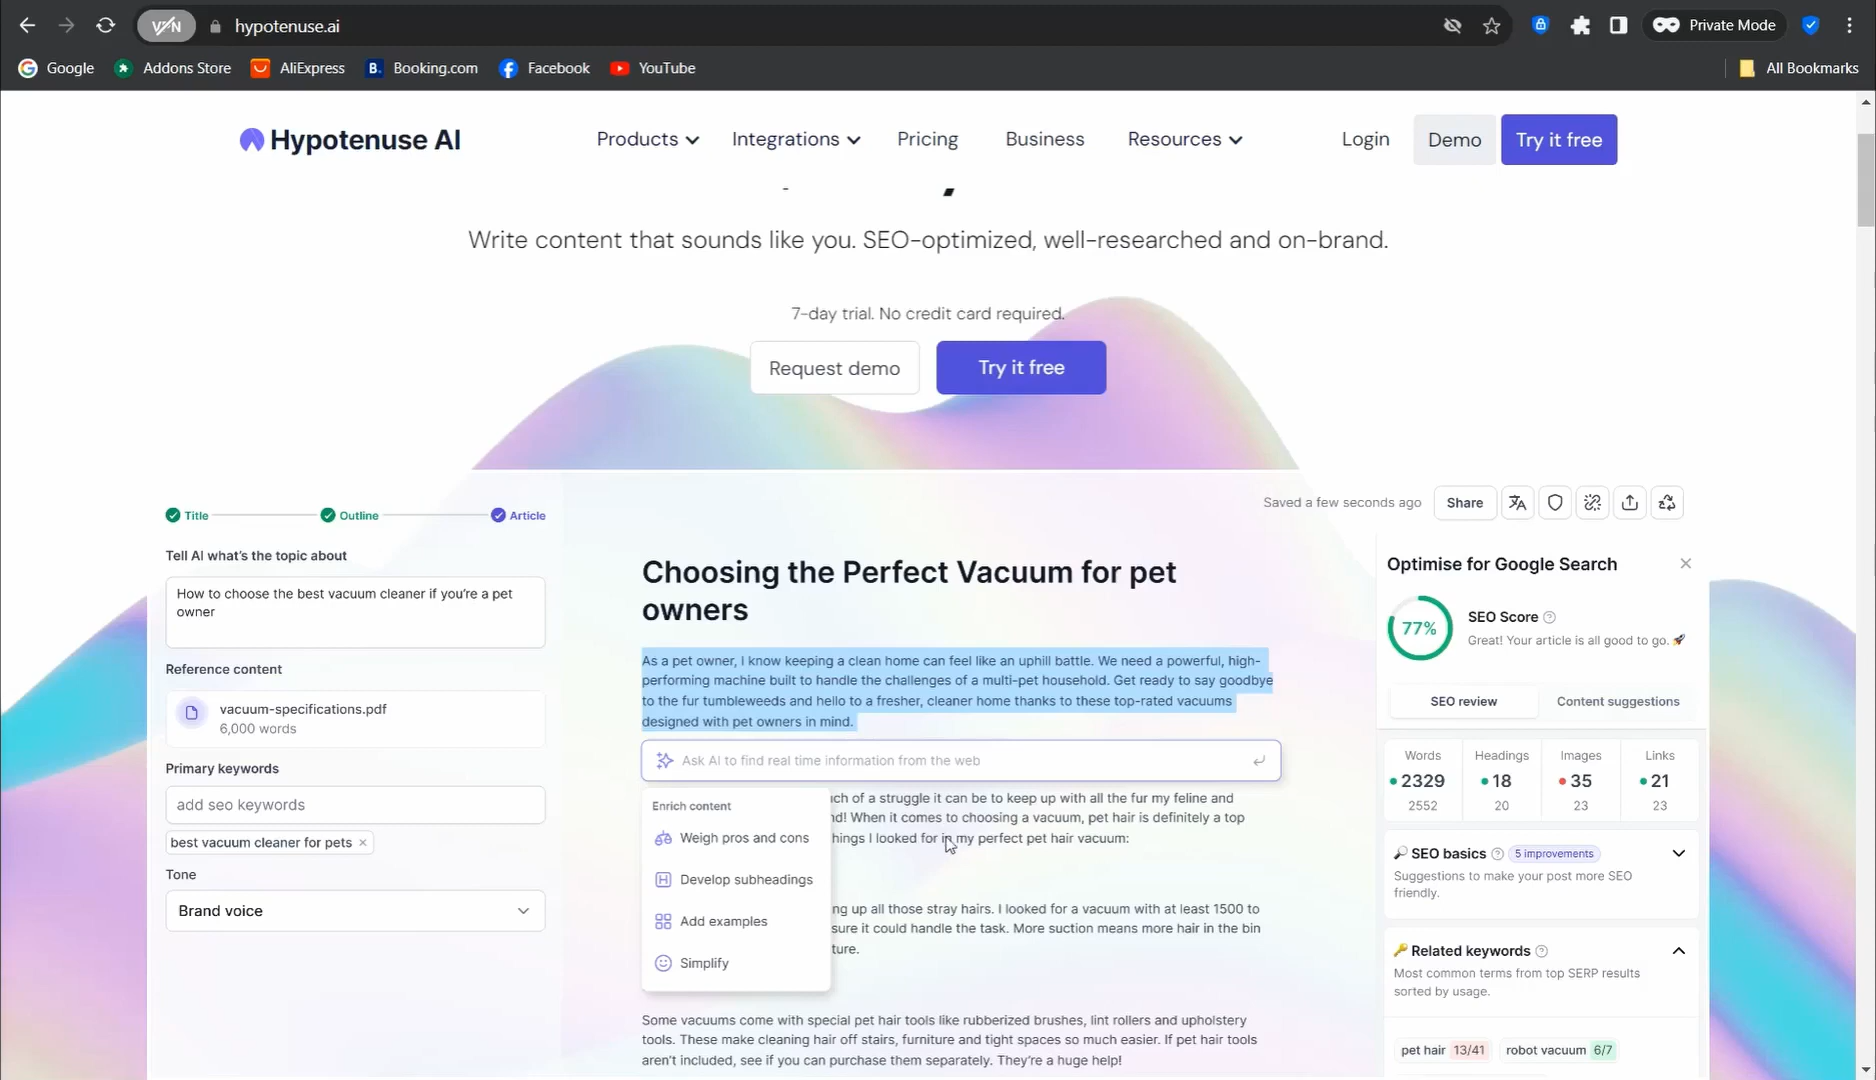 VPN
hypotenuse.ai
Private Mode
Google
Addons Store
AliExpress
B. Booking.com
Facebook
YouTube
All Bookmarks
Hypotenuse AI
Products
Integrations
Pricing
Business
Resources
Login
Demo
Try it free
Write content that sounds like you. SEO-optimized, well-researched and on-brand.
7-day trial. No credit card required.
Request demo
Try it free
Title
Outline
Article
Saved a few seconds ago
Share
Tell AI what's the topic about
How to choose the best vacuum cleaner if you're a pet
owner
Reference content
vacuum-specifications.pdf
6,000 words
Primary keywords
add seo keywords
best vacuum cleaner for pets ×
Tone
Brand voice
Choosing the Perfect Vacuum for pet
owners
As a pet owner, I know keeping a clean home can feel like an uphill battle. We need a powerful, high-
performing machine built to handle the challenges of a multi-pet household. Get ready to say goodbye
to the fur tumbleweeds and hello to a fresher, cleaner home thanks to these top-rated vacuums
designed with pet owners in mind.
Ask AI to find real time information from the web
Enrich content
Weigh pros and cons
Develop subheadings
Add examples
Simplify
of a struggle it can be to keep up with all the fur my feline and
When it comes to choosing a vacuum, pet hair is definitely a top
I looked for in my perfect pet hair vacuum:
up all those stray hairs. I looked for a vacuum with at least 1500 to
sure it could handle the task. More suction means more hair in the bin
Some vacuums come with special pet hair tools like rubberized brushes, lint rollers and upholstery
tools. These make cleaning hair off stairs, furniture and tight spaces so much easier. If pet hair tools
aren't included, see if you can purchase them separately. They're a huge help!
Optimise for Google Search
77%
SEO Score
Great! Your article is all good to go. 🚀
SEO review
Content suggestions
Words
Headings
Images
Links
2329
18
35
21
2552
20
23
23
SEO basics
5 improvements
Suggestions to make your post more SEO
friendly.
Related keywords
Most common terms from top SERP results
sorted by usage.
pet hair 13/41
robot vacuum 6/7